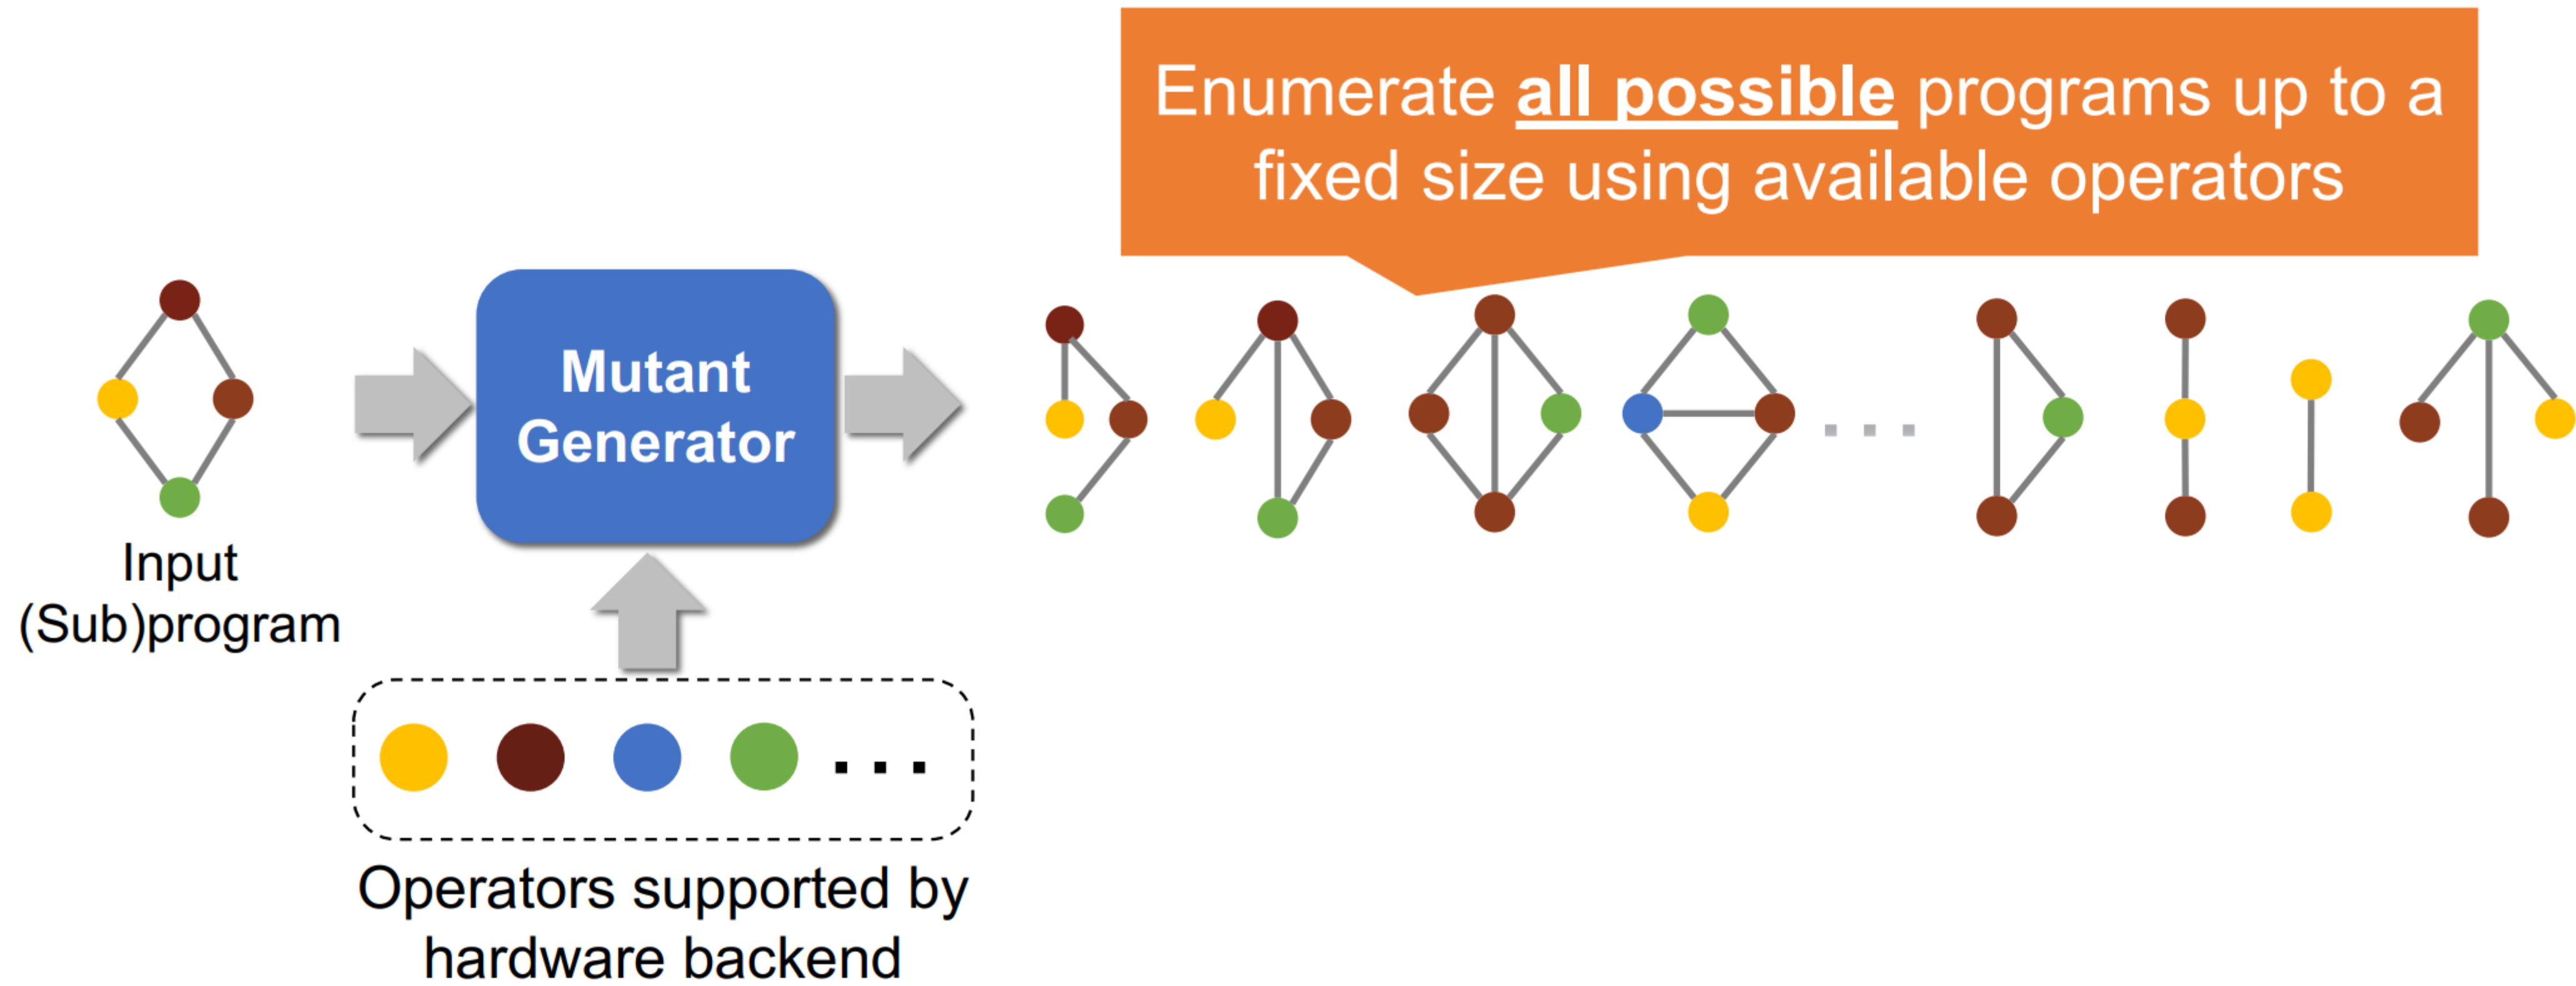 Enumerate all possible programs up to a
fixed size using available operators
Mutant
Generator
Input
(Sub)program
Operators supported by
hardware backend